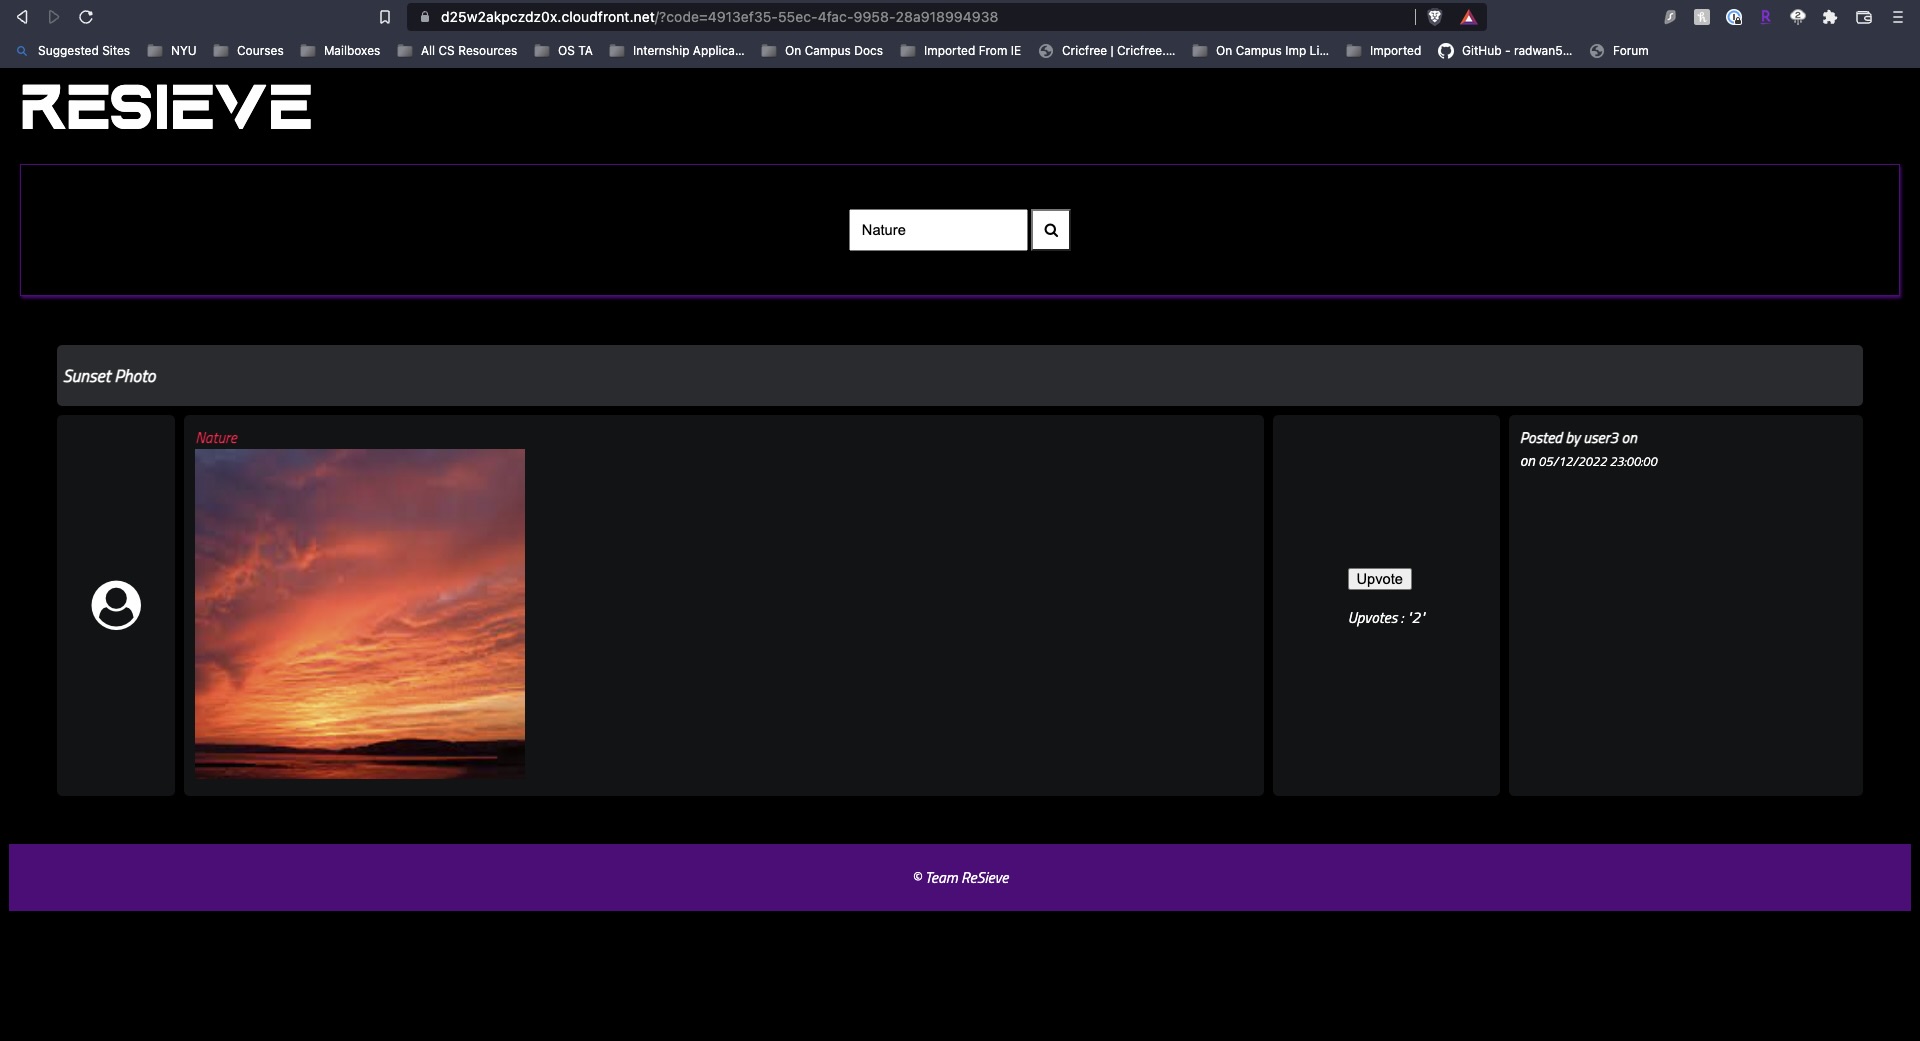 d25w2akpczdz0x.cloudfront.net/?code=4913ef35-55ec-4fac-9958-28a918994938
Suggested Sites NYU Courses Mailboxes All CS Resources OS TA Internship Applica... On Campus Docs Imported From IE Cricfree | Cricfree.... On Campus Imp Li... Imported GitHub - radwan5... Forum
RESIEVE
Nature
Sunset Photo
Nature
Posted by user3 on
on 05/12/2022 23:00:00
Upvote
Upvotes : '2'
© Team ReSieve